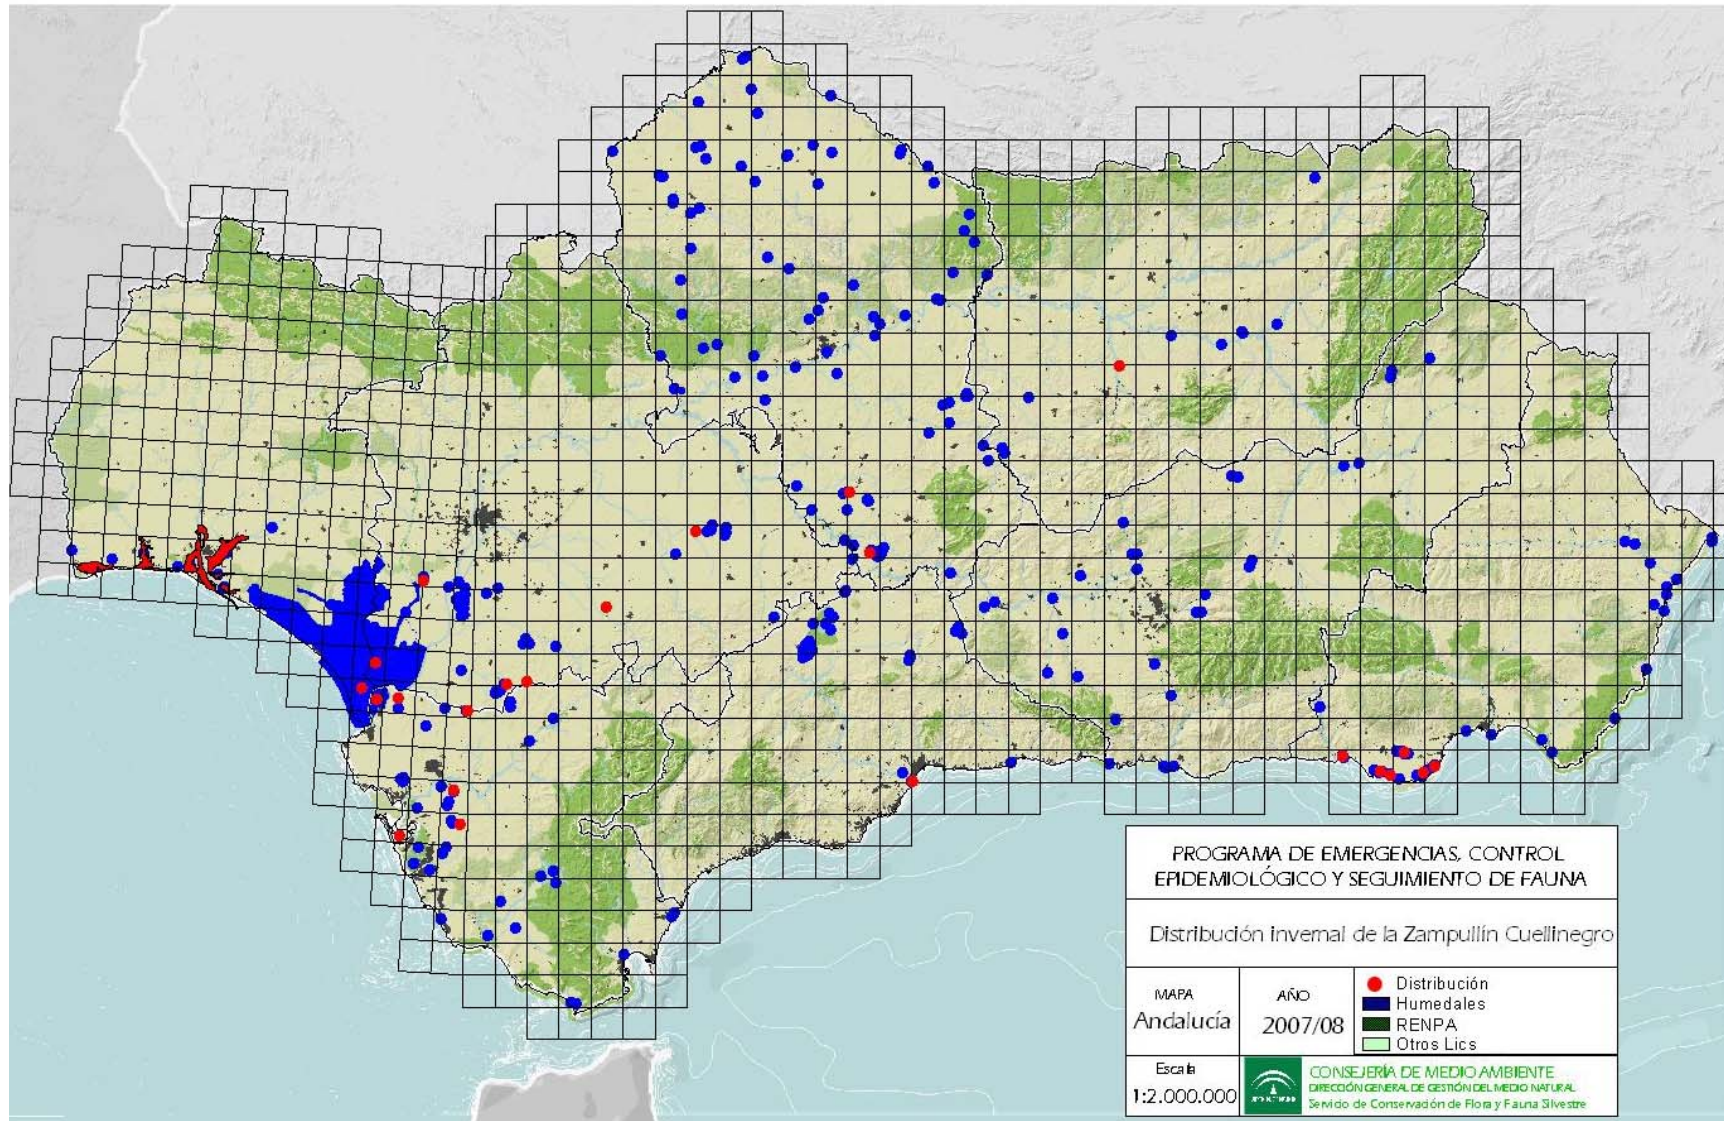 PROGRAMA DE EMERGENCIAS, CONTROL
EPIDEMIOLÓGICO Y SEGUIMIENTO DE FAUNA
Distribución invernal de la Zampullín Cuellinegro
MAPA
Andalucía
AÑO
2007/08
Distribución
Humedales
RENPA
Otros Lics
Escala
1:2.000.000
CONSEJERÍA DE MEDIO AMBIENTE
DIRECCIÓN GENERAL DE GESTIÓN DEL MEDIO NATURAL
Servicio de Conservación de Flora y Fauna Silvestre